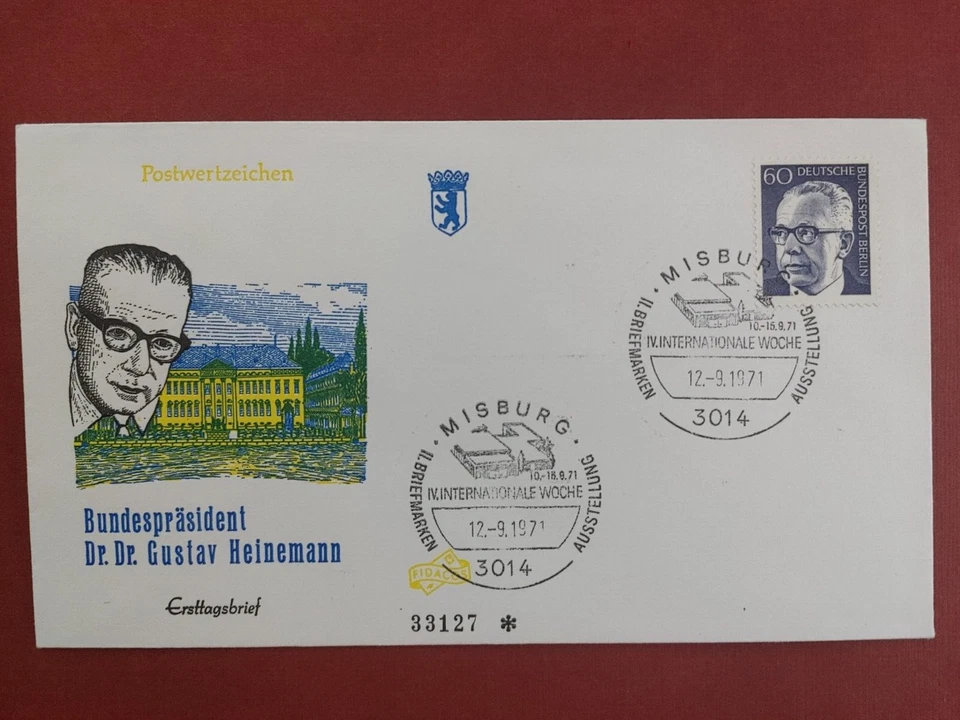 Postwertzeichen
60 DEUTSCHE
BUNDESPOST BERLIN
MISBURG
II. BRIEFMARKEN
AUSSTELLUNG
10.-16.9.71
IV. INTERNATIONALE WOCHE
12.-9.1971
3014
MISBURG
II. BRIEFMARKEN
AUSSTELLUNG
10.-16.9.71
IV. INTERNATIONALE WOCHE
12.-9.1971
3014
Bundespräsident
Dr. Dr. Gustav Heinemann
Ersttagsbrief
FIDACOS
33127 *